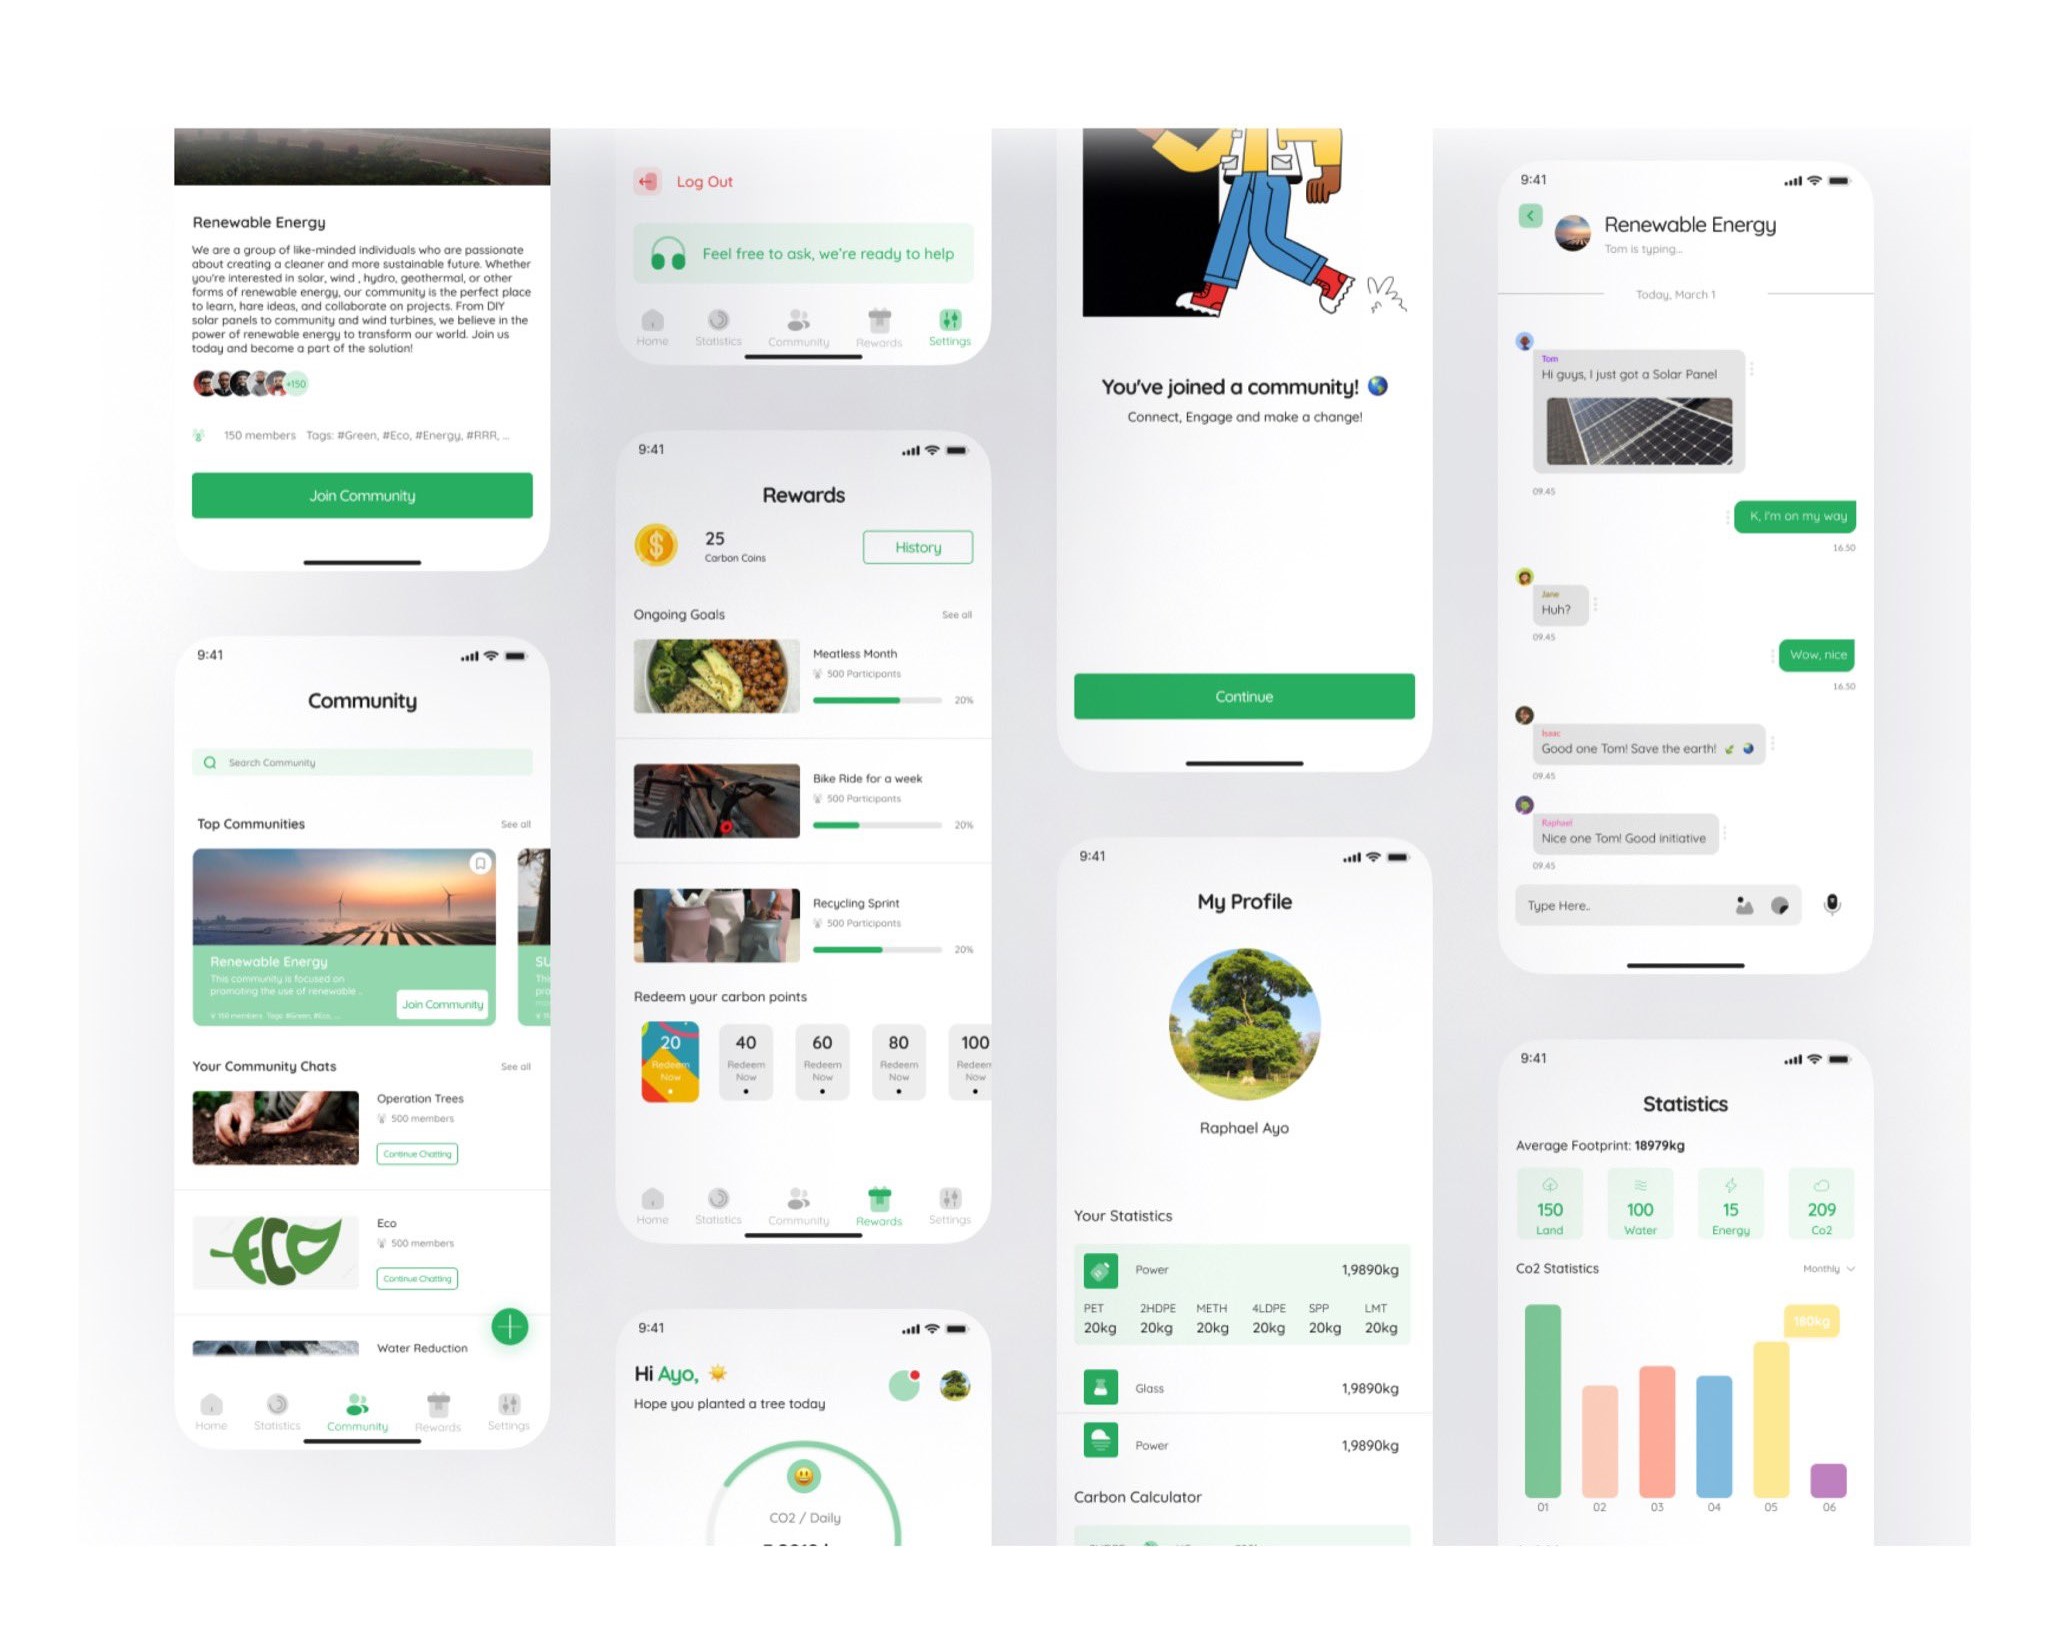 Renewable Energy
We are a group of like-minded individuals who are passionate
about creating a cleaner and more sustainable future. Whether
you're interested in solar, wind , hydro, geothermal, or other
forms of renewable energy, our community is the perfect place
to learn, hare ideas, and collaborate on projects. From DIY
solar panels to community and wind turbines, we believe in the
power of renewable energy to transform our world. Join us
today and become a part of the solution!
+150
150 members Tags: #Green, #Eco, #Energy, #RRR, ...
Join Community
9:41
Community
Search Community
Top Communities See all
Renewable Energy
This community is focused on
promoting the use of renewable ..
Join Community
150 members Tags: #Green, #Eco, ...
SU
Thi
pro
Your Community Chats See all
Operation Trees
500 members
Continue Chatting
ECO
Eco
500 members
Continue Chatting
Water Reduction
Home Statistics Community Rewards Settings
Log Out
Feel free to ask, we're ready to help
Home Statistics Community Rewards Settings
9:41
Rewards
25
Carbon Coins
History
Ongoing Goals See all
Meatless Month
500 Participants
20%
Bike Ride for a week
500 Participants
20%
Recycling Sprint
500 Participants
20%
Redeem your carbon points
20 40 60 80 100
Redeem Redeem Redeem Redeem Redeem
Now Now Now Now Now
Home Statistics Community Rewards Settings
9:41
Hi Ayo,
Hope you planted a tree today
CO2 / Daily
You've joined a community!
Connect, Engage and make a change!
Continue
9:41
My Profile
Raphael Ayo
Your Statistics
Power 1,9890kg
PET 2HDPE METH 4LDPE SPP LMT
20kg 20kg 20kg 20kg 20kg 20kg
Glass 1,9890kg
Power 1,9890kg
Carbon Calculator
9:41
Renewable Energy
Tom is typing...
Today, March 1
Tom
Hi guys, I just got a Solar Panel
09.45
K, I'm on my way
16.50
Jane
Huh?
09.45
Wow, nice
16.50
Isaac
Good one Tom! Save the earth!
09.45
Raphael
Nice one Tom! Good initiative
09.45
Type Here..
9:41
Statistics
Average Footprint: 18979kg
150 100 15 209
Land Water Energy Co2
Co2 Statistics Monthly
180kg
01 02 03 04 05 06